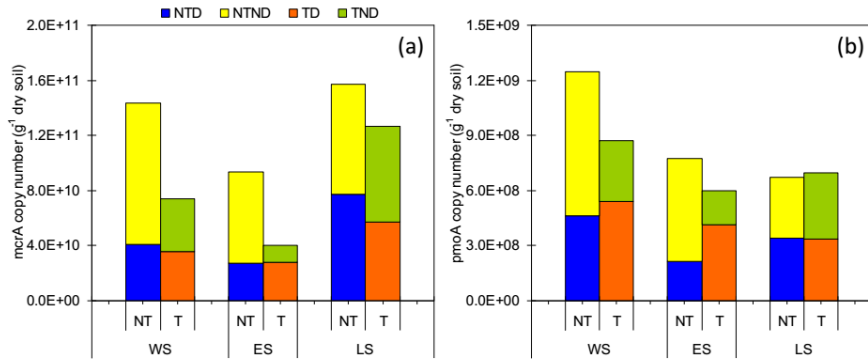 NTD NTND TD TND
(a)
mcrA copy number (g-1 dry soil)
2.0E+11
1.6E+11
1.2E+11
8.0E+10
4.0E+10
0.0E+00
NT T NT T NT T
WS ES LS
(b)
pmoA copy number (g-1 dry soil)
1.5E+09
1.2E+09
9.0E+08
6.0E+08
3.0E+08
0.0E+00
NT T NT T NT T
WS ES LS